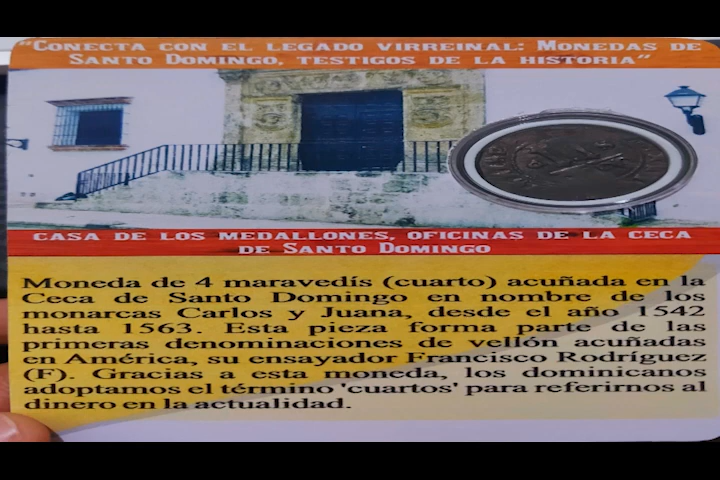 "Conecta con el legado virreinal: Monedas de
Santo Domingo, testigos de la historia"
casa de los medallones, oficinas de la ceca
de Santo Domingo
Moneda de 4 maravedís (cuarto) acuñada en la
Ceca de Santo Domingo en nombre de los
monarcas Carlos y Juana, desde el año 1542
hasta 1563. Esta pieza forma parte de las
primeras denominaciones de vellón acuñadas
en América, su ensayador Francisco Rodríguez
(F). Gracias a esta moneda, los dominicanos
adoptamos el término 'cuartos' para referirnos al
dinero en la actualidad.